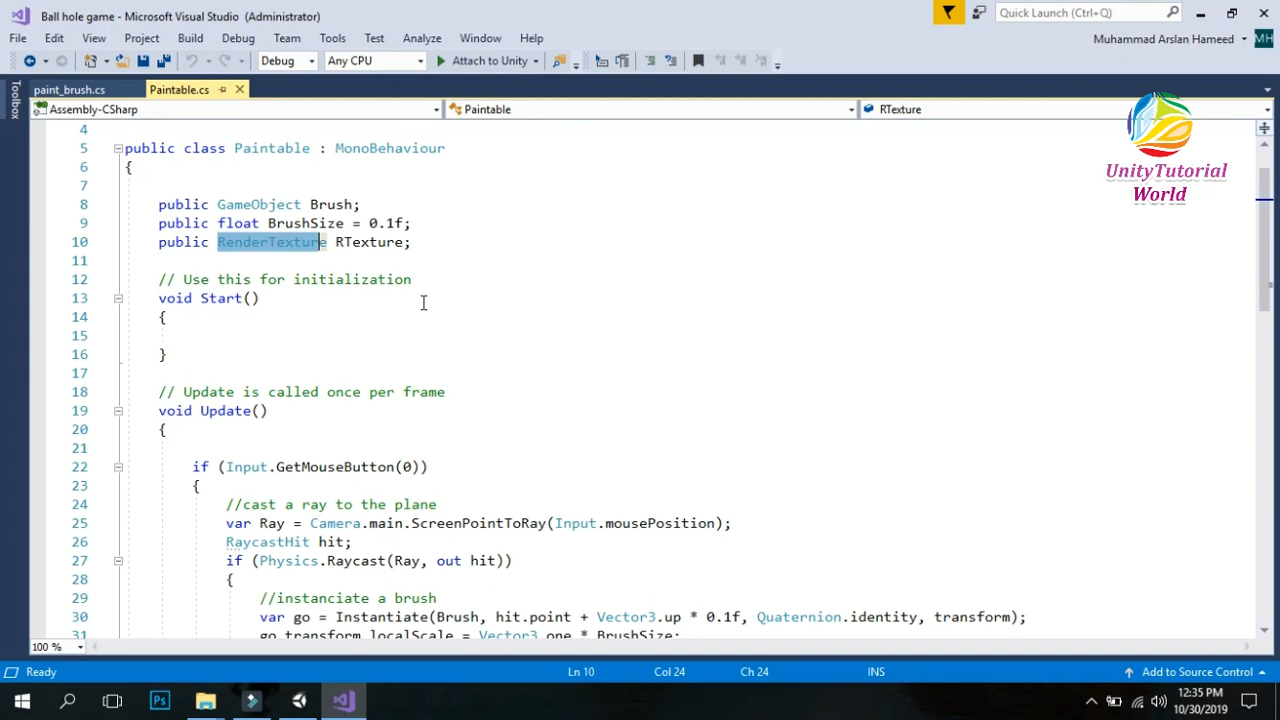 Ball hole game - Microsoft Visual Studio (Administrator)
Quick Launch (Ctrl+Q)
File Edit View Project Build Debug Team Tools Test Analyze Window Help
Muhammad Arslan Hameed
MH
Debug Any CPU Attach to Unity
Toolbox
paint_brush.cs Paintable.cs
Assembly-CSharp Paintable RTexture
UnityTutorial
World
4
5 public class Paintable : MonoBehaviour
6 {
7
8 public GameObject Brush;
9 public float BrushSize = 0.1f;
10 public RenderTexture RTexture;
11
12 // Use this for initialization
13 void Start()
14 {
15
16 }
17
18 // Update is called once per frame
19 void Update()
20 {
21
22 if (Input.GetMouseButton(0))
23 {
24 //cast a ray to the plane
25 var Ray = Camera.main.ScreenPointToRay(Input.mousePosition);
26 RaycastHit hit;
27 if (Physics.Raycast(Ray, out hit))
28 {
29 //instanciate a brush
30 var go = Instantiate(Brush, hit.point + Vector3.up * 0.1f, Quaternion.identity, transform);
31 go.transform.localScale = Vector3.one * BrushSize;
100 %
Ready Ln 10 Col 24 Ch 24 INS Add to Source Control
Ps
12:35 PM
10/30/2019